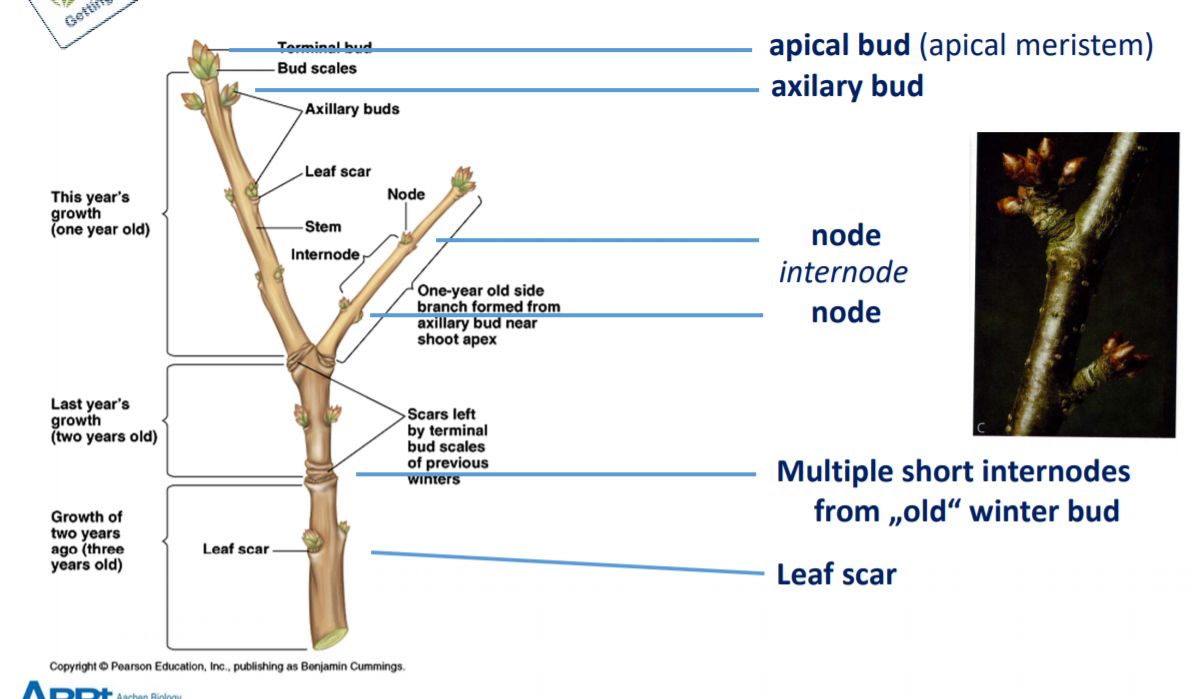 Getting
Terminal bud
Bud scales
Axillary buds
Leaf scar
Node
Stem
Internode
This year's
growth
(one year old)
One-year old side
branch formed from
axillary bud near
shoot apex
Last year's
growth
(two years old)
Scars left
by terminal
bud scales
of previous
winters
Growth of
two years
ago (three
years old)
Leaf scar
apical bud (apical meristem)
axilary bud
node
internode
node
C
Multiple short internodes
from „old“ winter bud
Leaf scar
Copyright © Pearson Education, Inc., publishing as Benjamin Cummings.
Aachen Biology